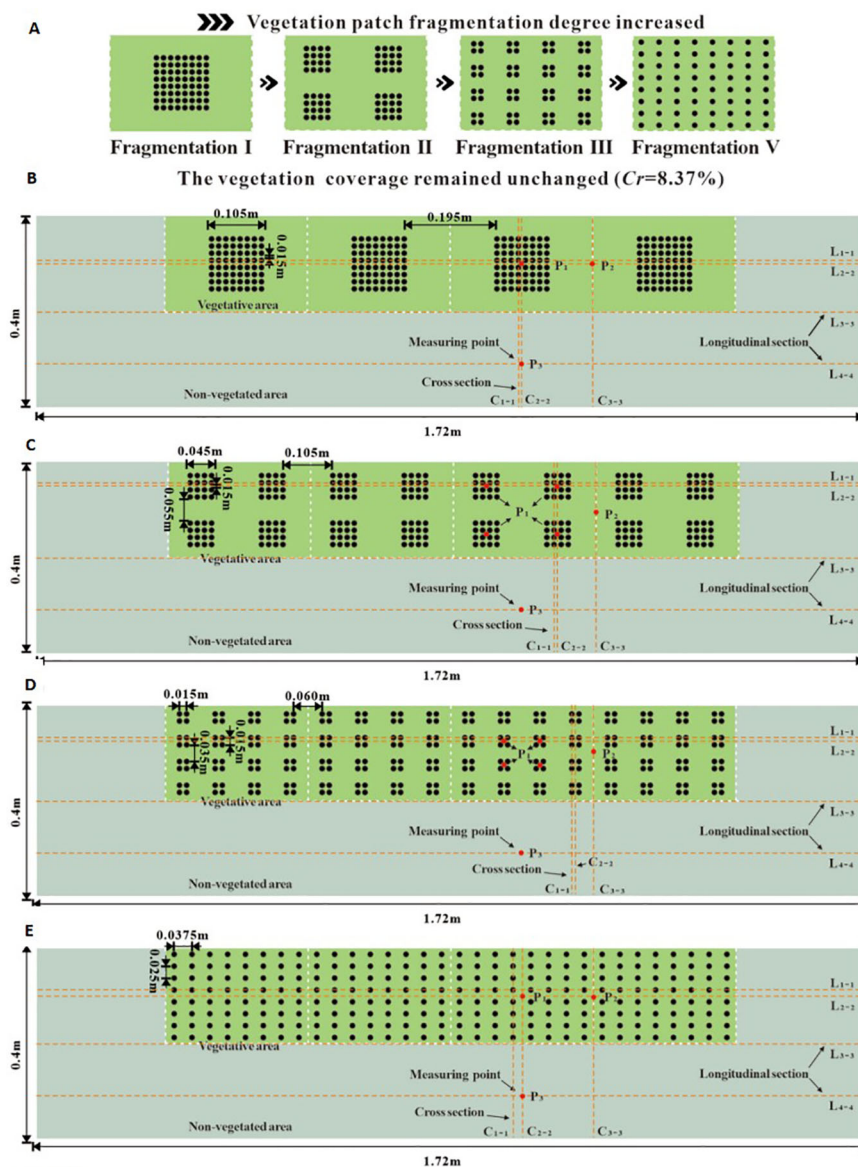 A
Vegetation patch fragmentation degree increased
Fragmentation I
Fragmentation II
Fragmentation III
Fragmentation V
B
The vegetation coverage remained unchanged (Cr=8.37%)
0.105m
0.195m
0.015m
0.4m
P₁
P₂
L₁₋₁
L₂₋₂
Vegetative area
L₃₋₃
Measuring point
Longitudinal section
P₃
Cross section
L₄₋₄
Non-vegetated area
C₁₋₁
C₂₋₂
C₃₋₃
1.72m
C
0.045m
0.105m
0.015m
0.055m
0.4m
L₁₋₁
L₂₋₂
P₁
P₂
Vegetative area
L₃₋₃
Measuring point
Longitudinal section
P₃
Cross section
L₄₋₄
Non-vegetated area
C₁₋₁
C₂₋₂
C₃₋₃
1.72m
D
0.015m
0.060m
0.015m
0.035m
0.4m
L₁₋₁
P₁
P₂
L₂₋₂
Vegetative area
L₃₋₃
Measuring point
Longitudinal section
P₃
C₂₋₂
L₄₋₄
Cross section
Non-vegetated area
C₁₋₁
C₃₋₃
1.72m
E
0.0375m
0.025m
0.4m
L₁₋₁
P₁
P₂
L₂₋₂
Vegetative area
L₃₋₃
Measuring point
Longitudinal section
P₃
Cross section
L₄₋₄
Non-vegetated area
C₁₋₁
C₂₋₂
C₃₋₃
1.72m